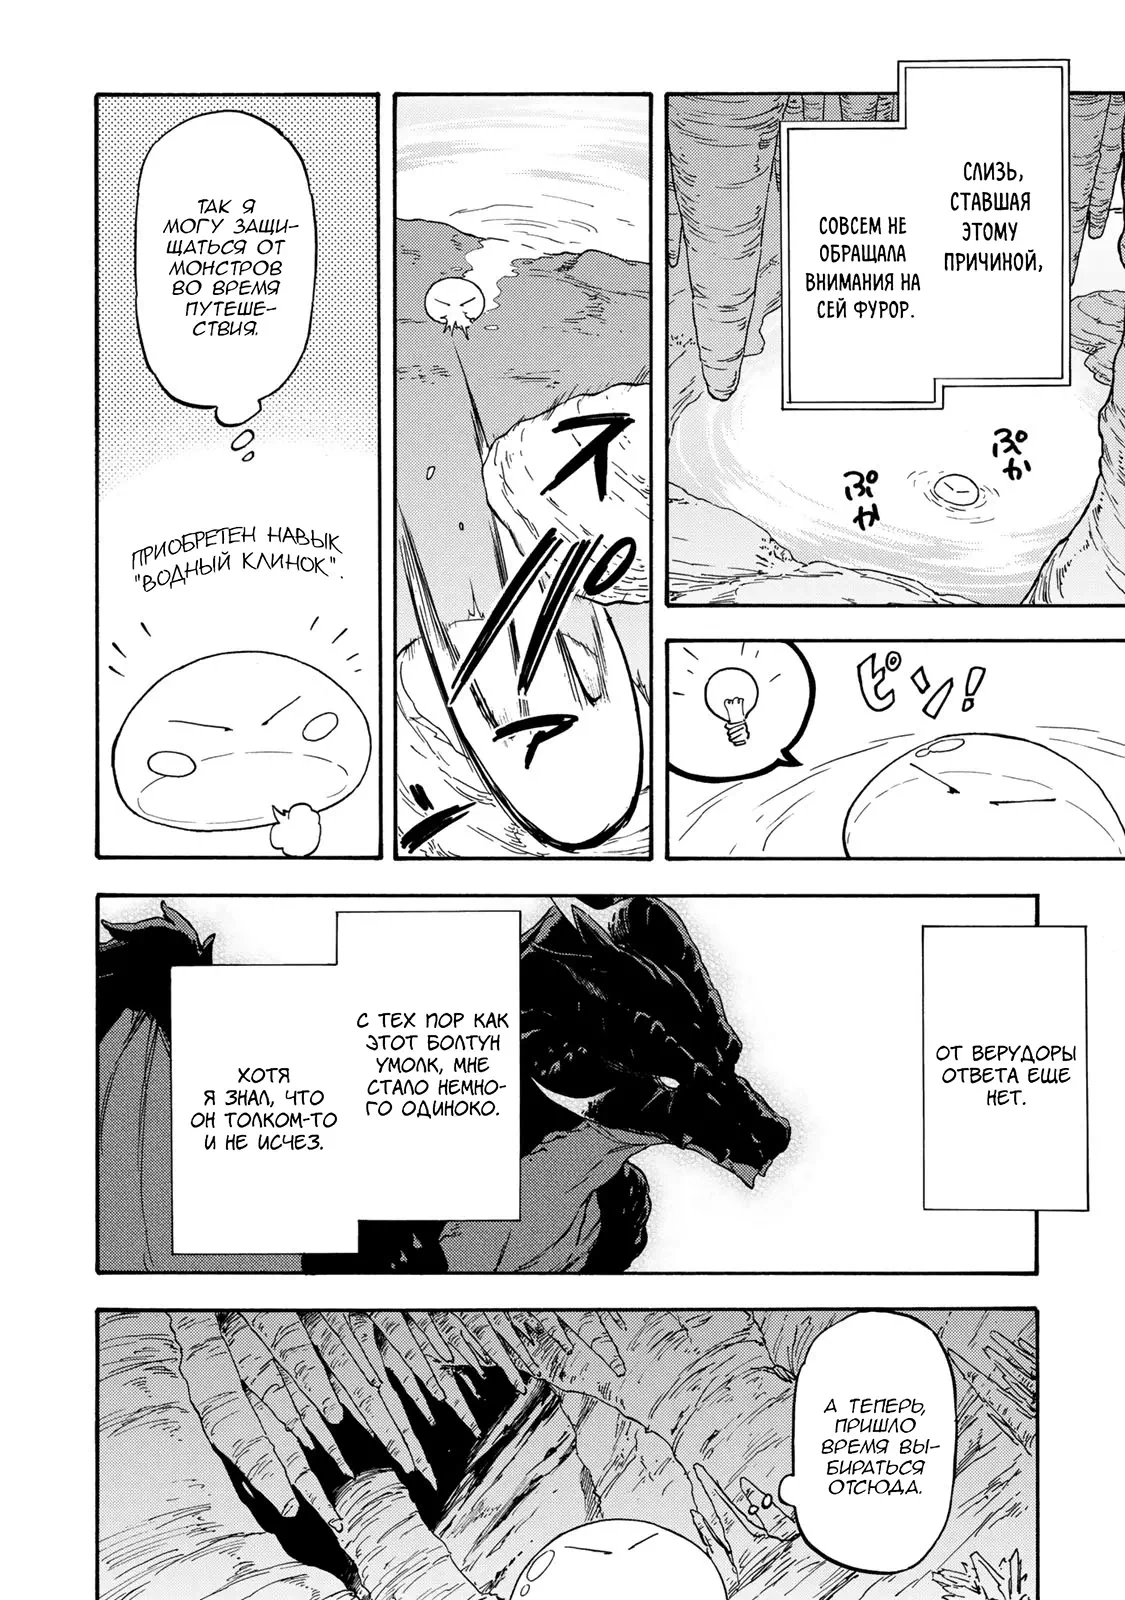 СЛИЗЬ,
СТАВШАЯ
ЭТОМУ
ПРИЧИНОЙ,
СОВСЕМ НЕ
ОБРАЩАЛА
ВНИМАНИЯ НА
СЕЙ ФУРОР.
ぷか
ぷか
ピン!
スパァ
ТАК Я
МОГУ ЗАЩИ-
ЩАТЬСЯ ОТ
МОНСТРОВ
ВО ВРЕМЯ
ПУТЕШЕ-
СТВИЯ.
ПРИОБРЕТЕН НАВЫК
"ВОДНЫЙ КЛИНОК".
ОТ ВЕРУДОРЫ
ОТВЕТА ЕЩЕ
НЕТ.
С ТЕХ ПОР КАК
ЭТОТ БОЛТУН
УМОЛК, МНЕ
СТАЛО НЕМНО-
ГО ОДИНОКО.
ХОТЯ
Я ЗНАЛ, ЧТО
ОН ТОЛКОМ-ТО
И НЕ ИСЧЕЗ.
А ТЕПЕРЬ,
ПРИШЛО
ВРЕМЯ ВЫ-
БИРАТЬСЯ
ОТСЮДА.